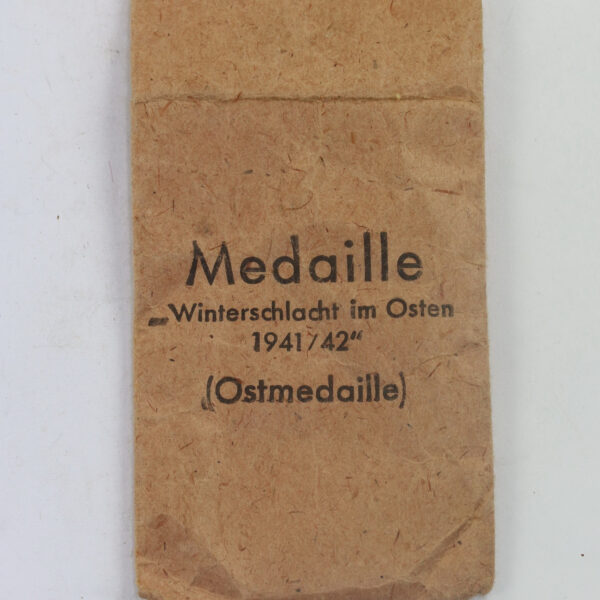 Medaille
„Winterschlacht im Osten
1941/42“
(Ostmedaille)